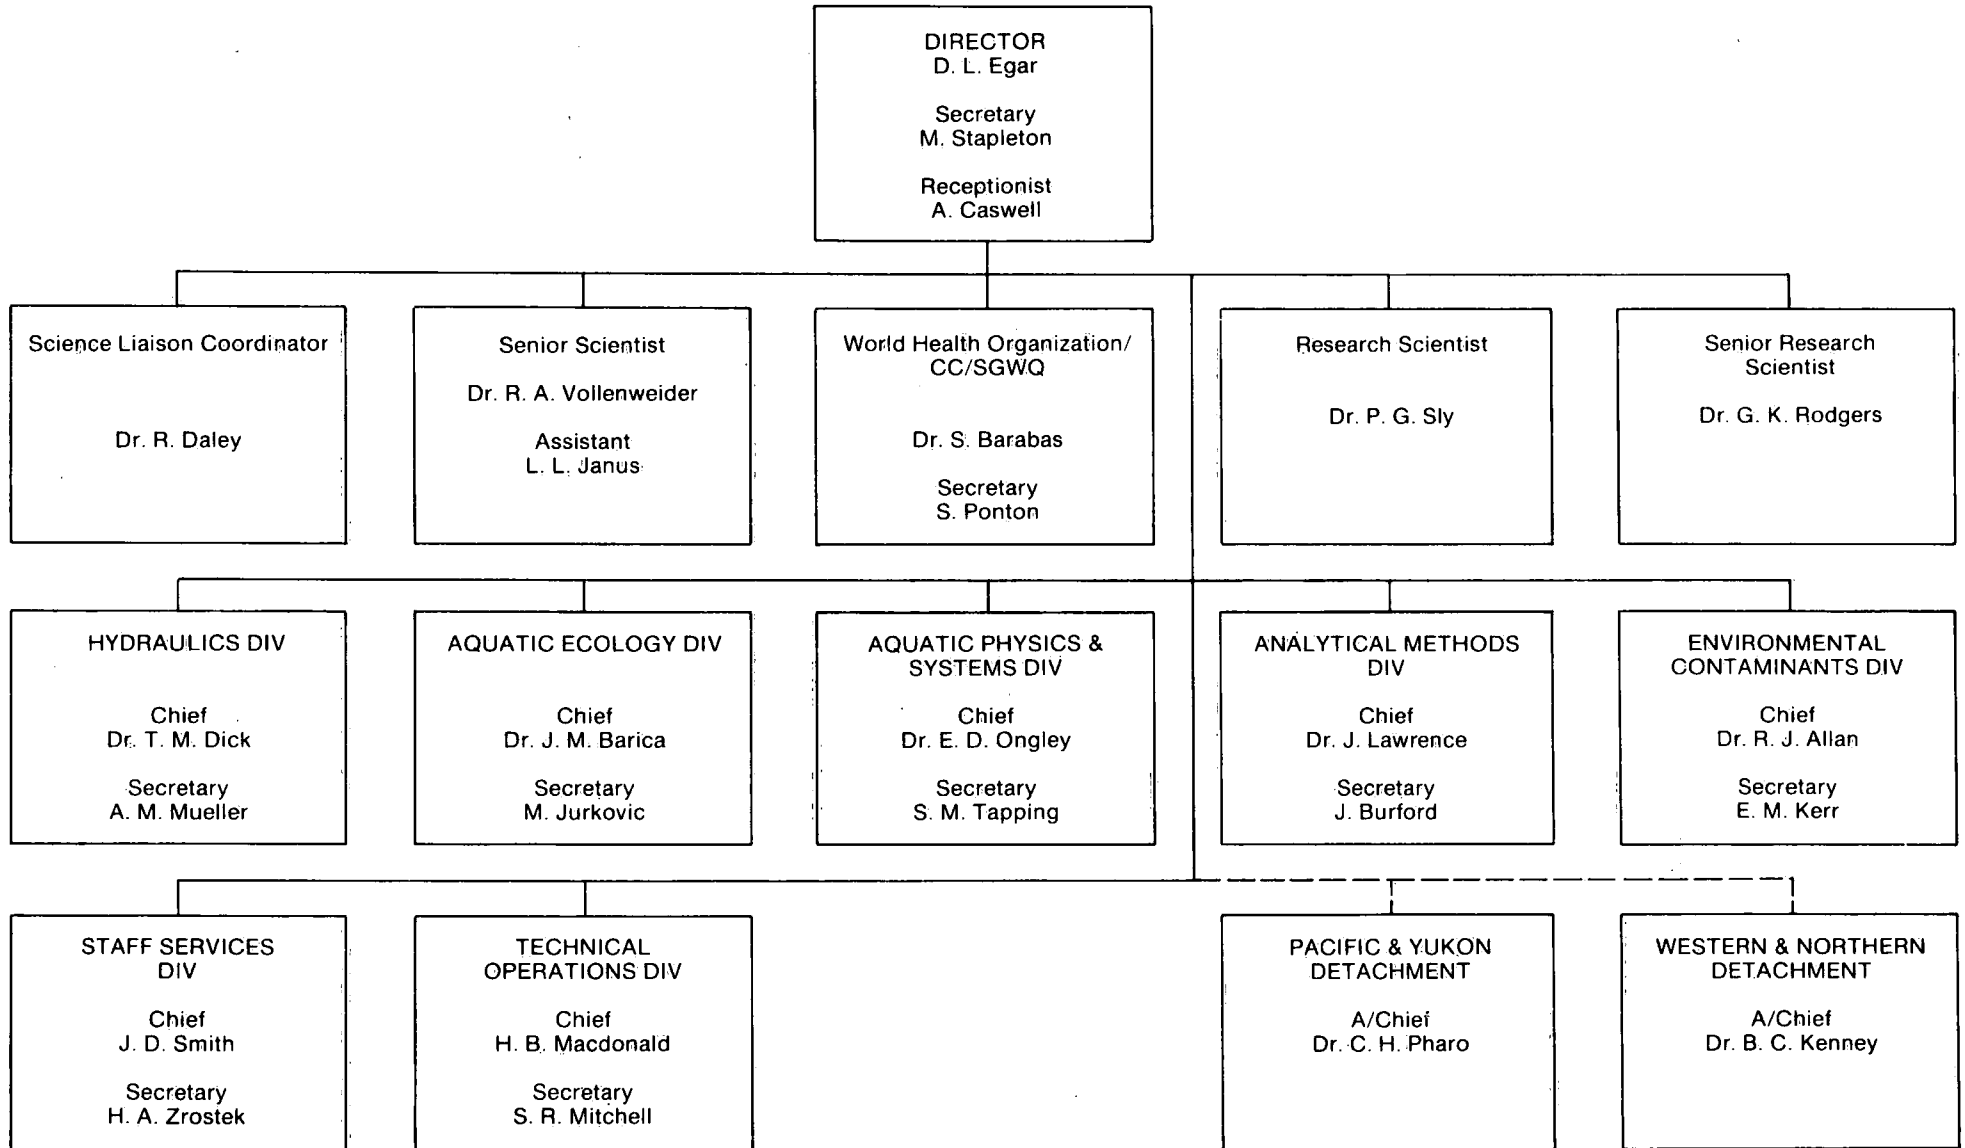 DIRECTOR
D. L. Egar
Secretary
M. Stapleton
Receptionist
A. Caswell
Science Liaison Coordinator
Dr. R. Daley
Senior Scientist
Dr. R. A. Vollenweider
Assistant
L. L. Janus
World Health Organization/
CC/SGWQ
Dr. S. Barabas
Secretary
S. Ponton
Research Scientist
Dr. P. G. Sly
Senior Research
Scientist
Dr. G. K. Rodgers
HYDRAULICS DIV
Chief
Dr. T. M. Dick
Secretary
A. M. Mueller
AQUATIC ECOLOGY DIV
Chief
Dr. J. M. Barica
Secretary
M. Jurkovic
AQUATIC PHYSICS &
SYSTEMS DIV
Chief
Dr. E. D. Ongley
Secretary
S. M. Tapping
ANALYTICAL METHODS
DIV
Chief
Dr. J. Lawrence
Secretary
J. Burford
ENVIRONMENTAL
CONTAMINANTS DIV
Chief
Dr. R. J. Allan
Secretary
E. M. Kerr
STAFF SERVICES
DIV
Chief
J. D. Smith
Secretary
H. A. Zrostek
TECHNICAL
OPERATIONS DIV
Chief
H. B. Macdonald
Secretary
S. R. Mitchell
PACIFIC & YUKON
DETACHMENT
A/Chief
Dr. C. H. Pharo
WESTERN & NORTHERN
DETACHMENT
A/Chief
Dr. B. C. Kenney